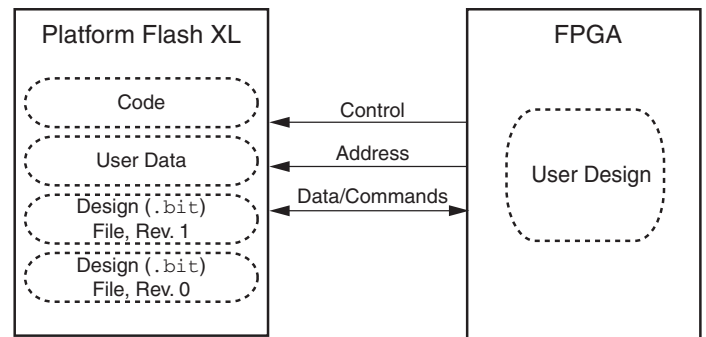 Platform Flash XL
Code
User Data
Design (.bit)
File, Rev. 1
Design (.bit)
File, Rev. 0
Control
Address
Data/Commands
FPGA
User Design